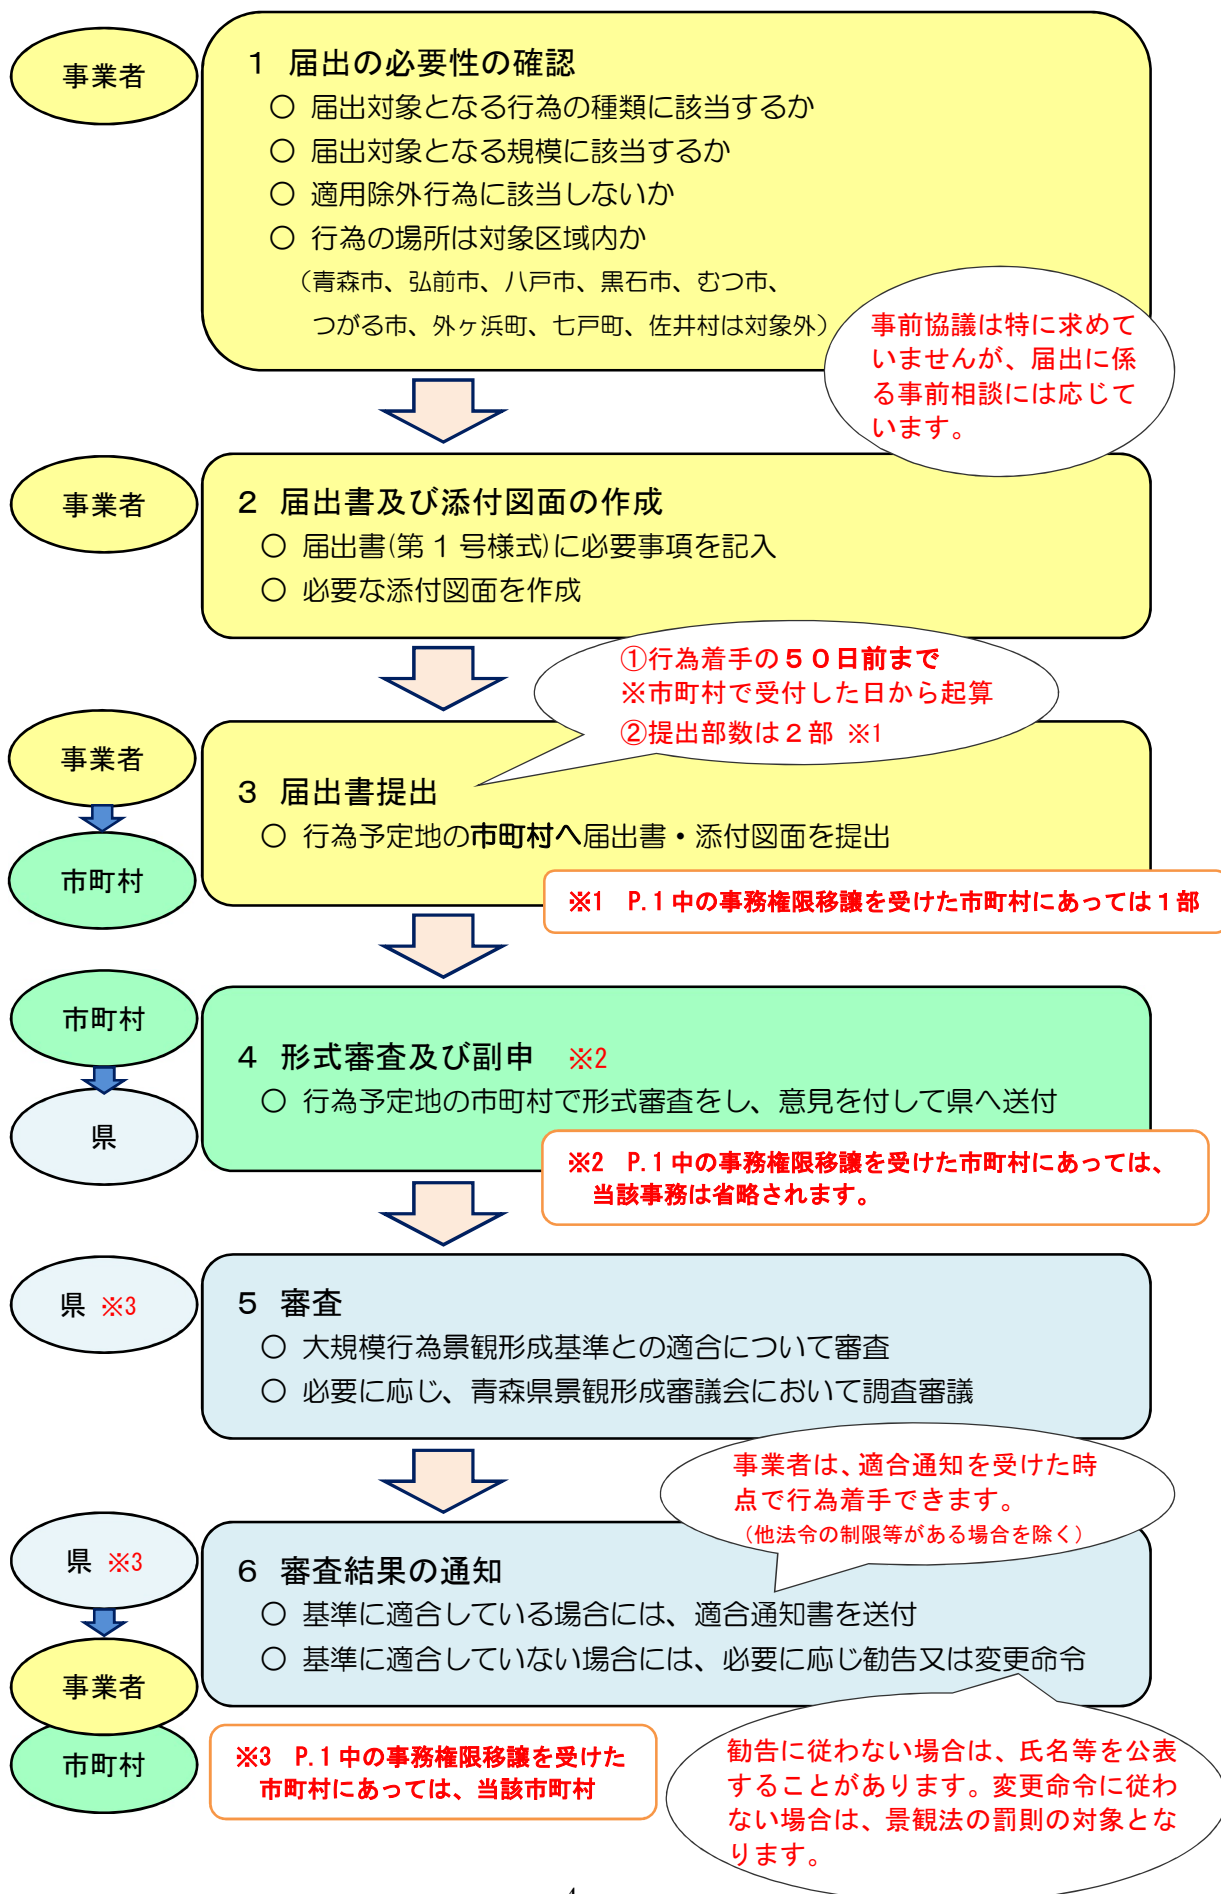 事業者
1 届出の必要性の確認
○ 届出対象となる行為の種類に該当するか
○ 届出対象となる規模に該当するか
○ 適用除外行為に該当しないか
○ 行為の場所は対象区域内か
（青森市、弘前市、八戸市、黒石市、むつ市、
つがる市、外ヶ浜町、七戸町、佐井村は対象外）
事前協議は特に求めて
いませんが、届出に係
る事前相談には応じて
います。
事業者
2 届出書及び添付図面の作成
○ 届出書(第1号様式)に必要事項を記入
○ 必要な添付図面を作成
①行為着手の５０日前まで
※市町村で受付した日から起算
②提出部数は２部 ※1
事業者
市町村
3 届出書提出
○ 行為予定地の市町村へ届出書・添付図面を提出
※1 P.1中の事務権限移譲を受けた市町村にあっては１部
市町村
県
4 形式審査及び副申 ※2
○ 行為予定地の市町村で形式審査をし、意見を付して県へ送付
※2 P.1中の事務権限移譲を受けた市町村にあっては、
当該事務は省略されます。
県 ※3
5 審査
○ 大規模行為景観形成基準との適合について審査
○ 必要に応じ、青森県景観形成審議会において調査審議
事業者は、適合通知を受けた時
点で行為着手できます。
（他法令の制限等がある場合を除く）
県 ※3
事業者
市町村
6 審査結果の通知
○ 基準に適合している場合には、適合通知書を送付
○ 基準に適合していない場合には、必要に応じ勧告又は変更命令
※3 P.1中の事務権限移譲を受けた
市町村にあっては、当該市町村
勧告に従わない場合は、氏名等を公表
することがあります。変更命令に従わ
ない場合は、景観法の罰則の対象とな
ります。
4